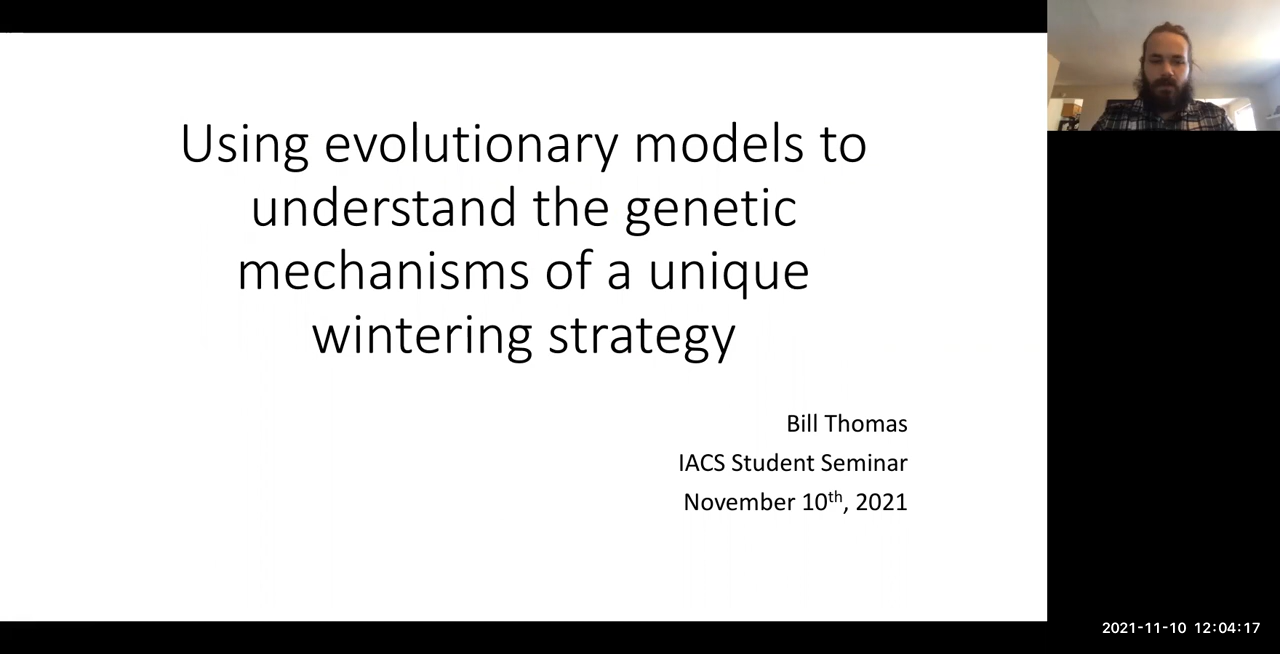 Using evolutionary models to
understand the genetic
mechanisms of a unique
wintering strategy
Bill Thomas
IACS Student Seminar
November 10th, 2021
2021-11-10 12:04:17